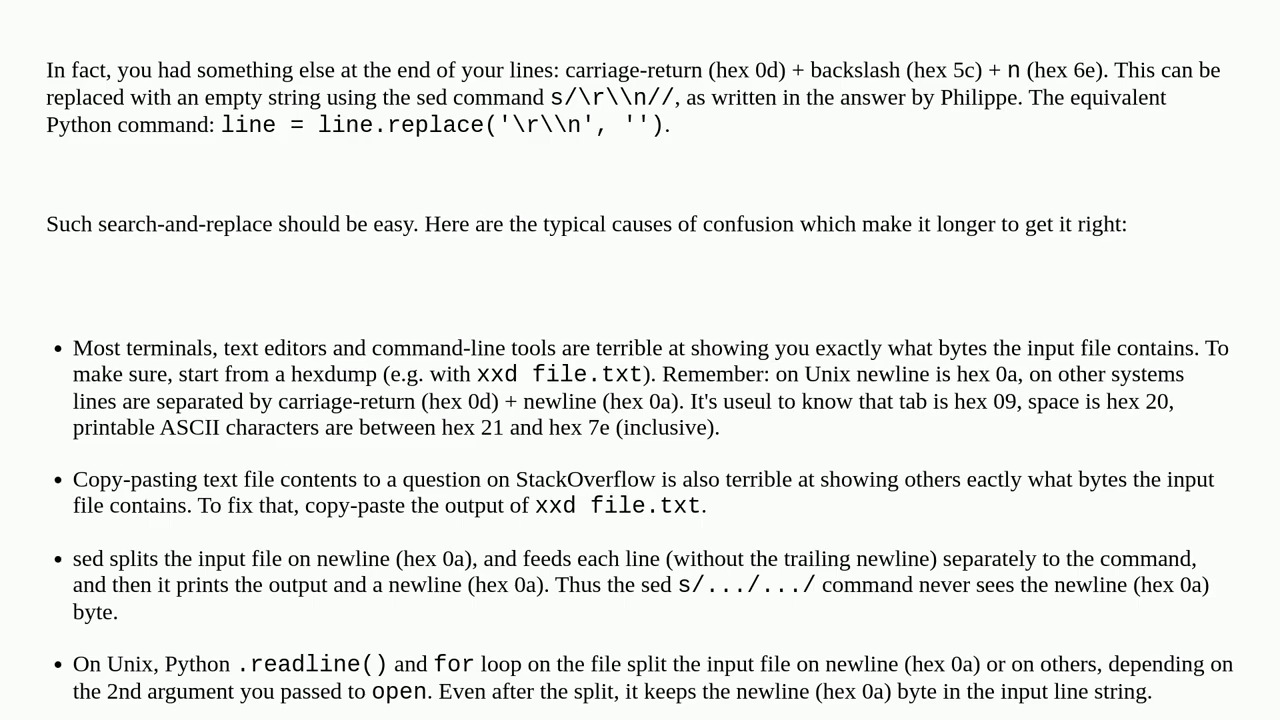 In fact, you had something else at the end of your lines: carriage-return (hex 0d) + backslash (hex 5c) + n (hex 6e). This can be
replaced with an empty string using the sed command s/\r\\n//, as written in the answer by Philippe. The equivalent
Python command: line = line.replace('\r\\n', '').
Such search-and-replace should be easy. Here are the typical causes of confusion which make it longer to get it right:
• Most terminals, text editors and command-line tools are terrible at showing you exactly what bytes the input file contains. To
make sure, start from a hexdump (e.g. with xxd file.txt). Remember: on Unix newline is hex 0a, on other systems
lines are separated by carriage-return (hex 0d) + newline (hex 0a). It's useul to know that tab is hex 09, space is hex 20,
printable ASCII characters are between hex 21 and hex 7e (inclusive).
• Copy-pasting text file contents to a question on StackOverflow is also terrible at showing others eactly what bytes the input
file contains. To fix that, copy-paste the output of xxd file.txt.
• sed splits the input file on newline (hex 0a), and feeds each line (without the trailing newline) separately to the command,
and then it prints the output and a newline (hex 0a). Thus the sed s/.../.../ command never sees the newline (hex 0a)
byte.
• On Unix, Python .readline() and for loop on the file split the input file on newline (hex 0a) or on others, depending on
the 2nd argument you passed to open. Even after the split, it keeps the newline (hex 0a) byte in the input line string.